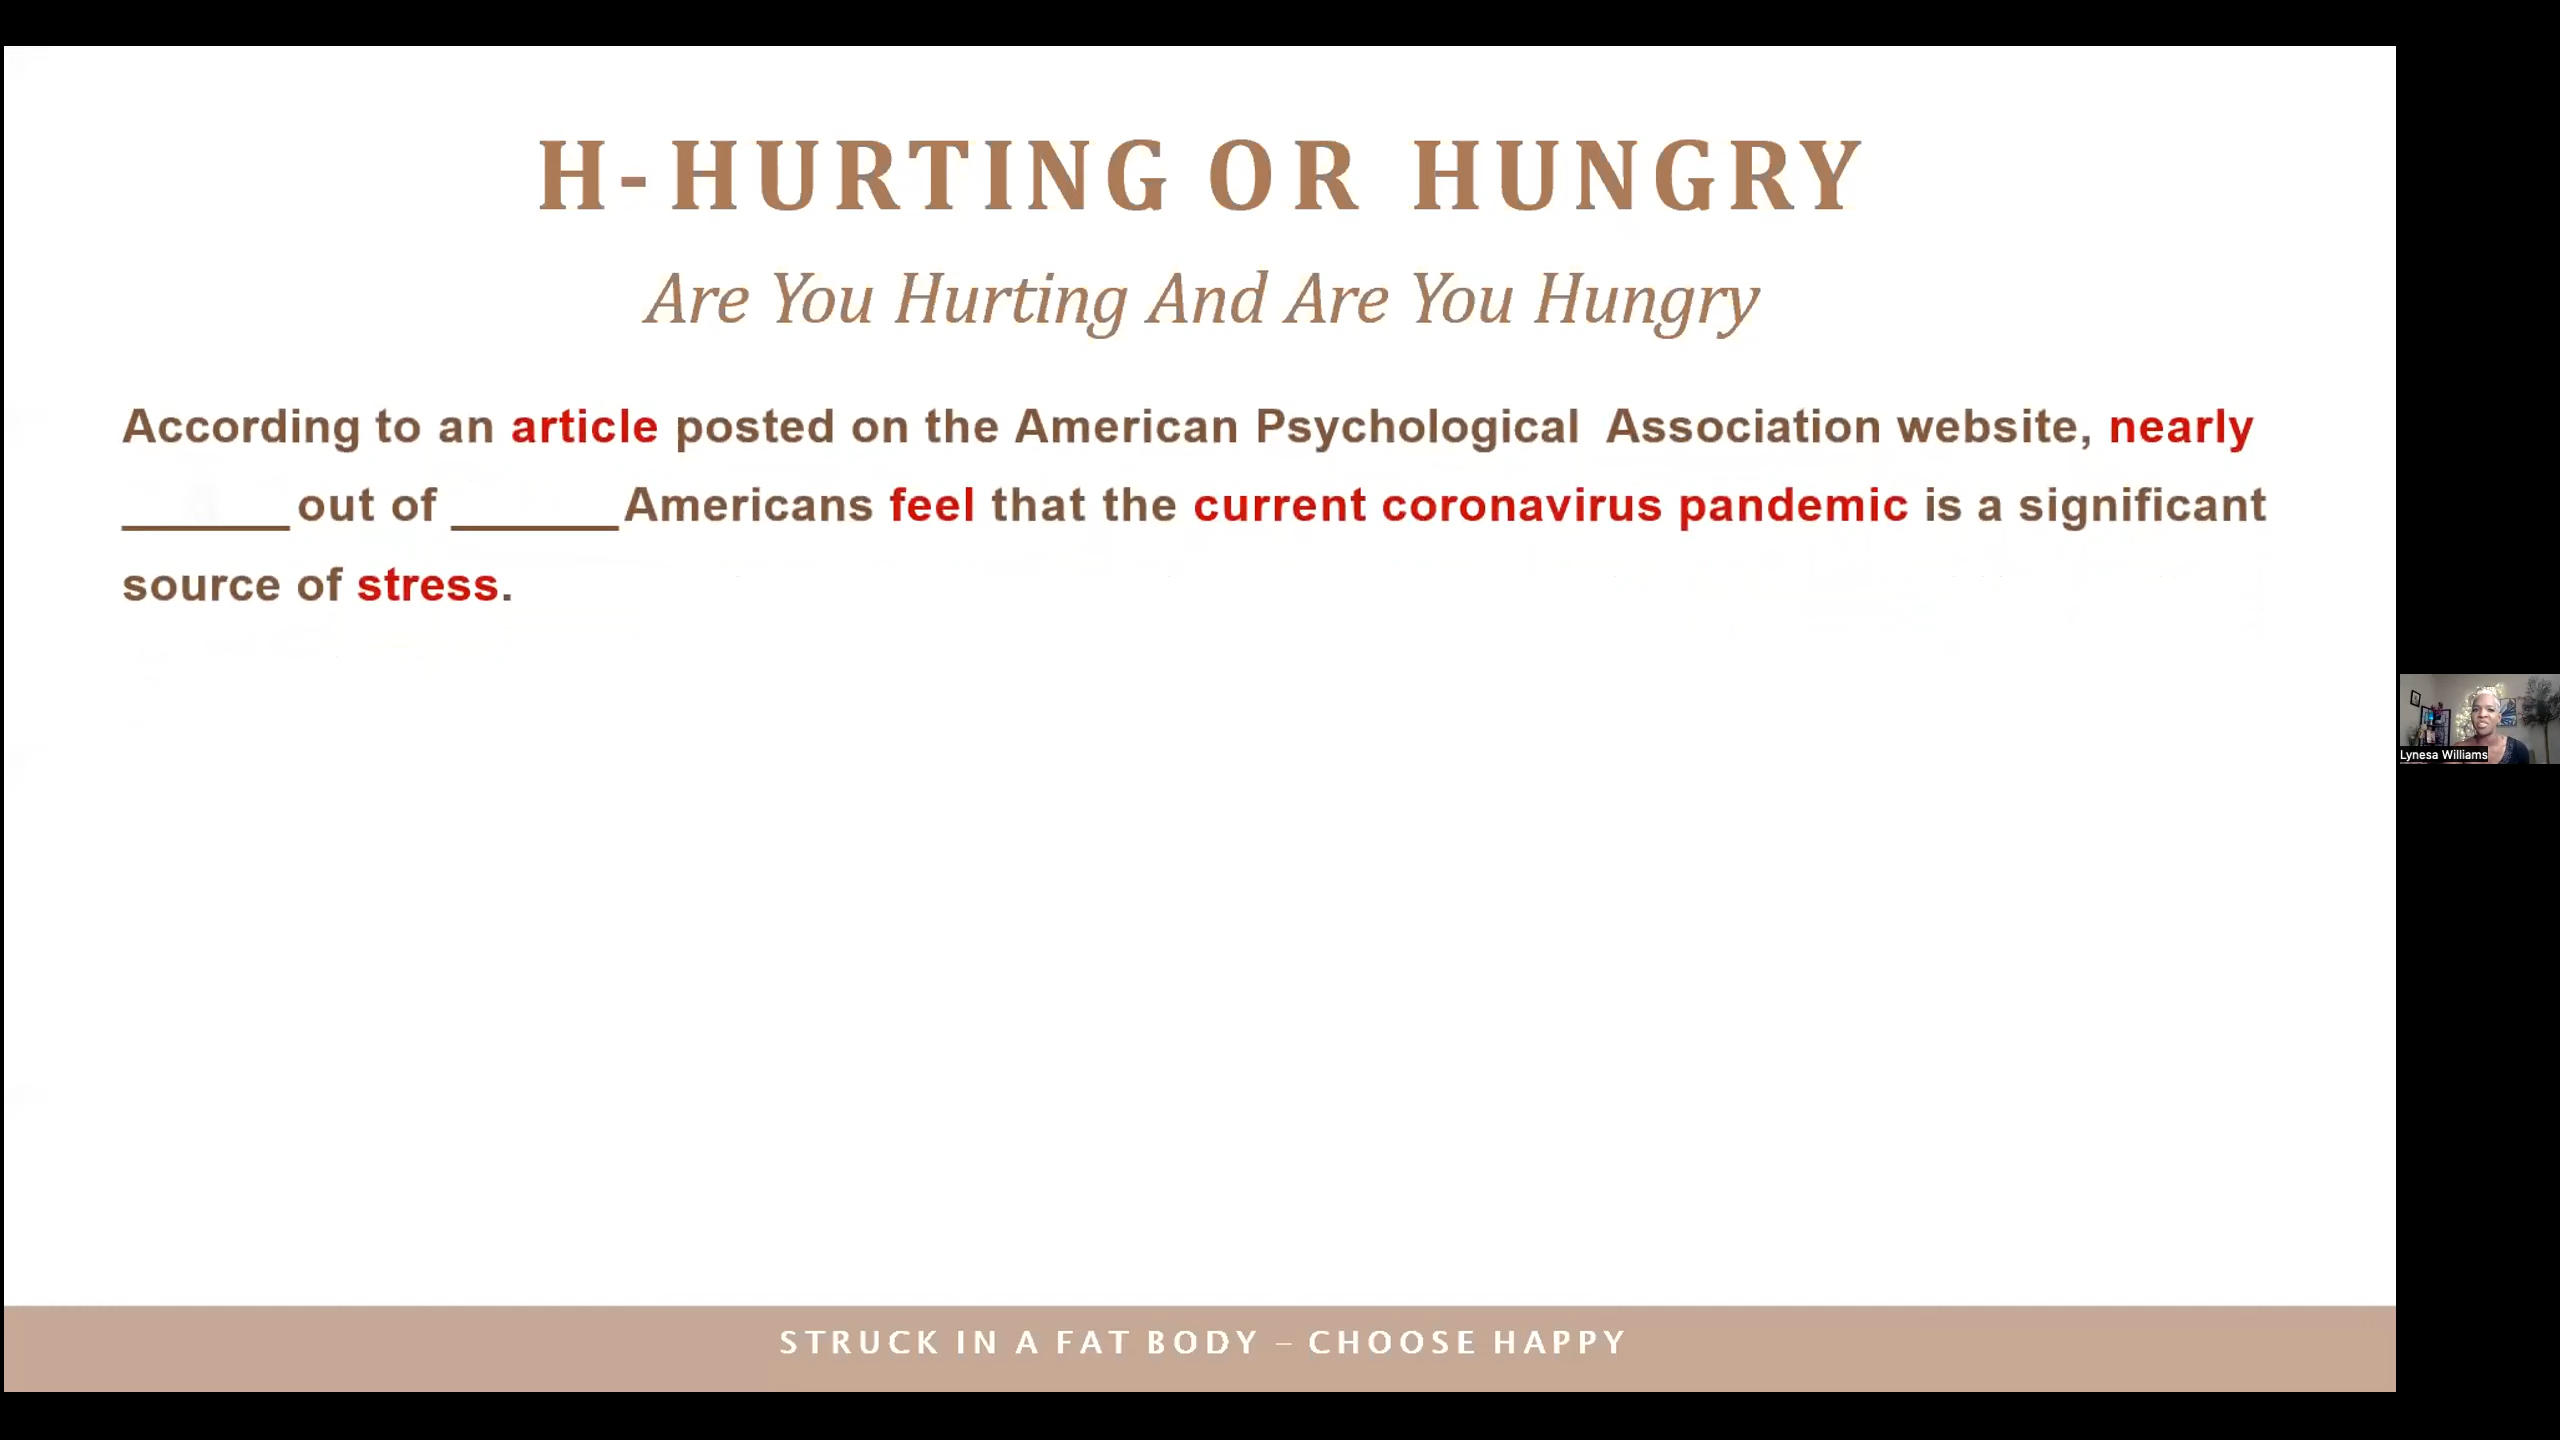 H-HURTING OR HUNGRY
Are You Hurting And Are You Hungry
According to an article posted on the American Psychological Association website, nearly
______ out of ______ Americans feel that the current coronavirus pandemic is a significant
source of stress.
Lynesa Williams
STRUCK IN A FAT BODY – CHOOSE HAPPY